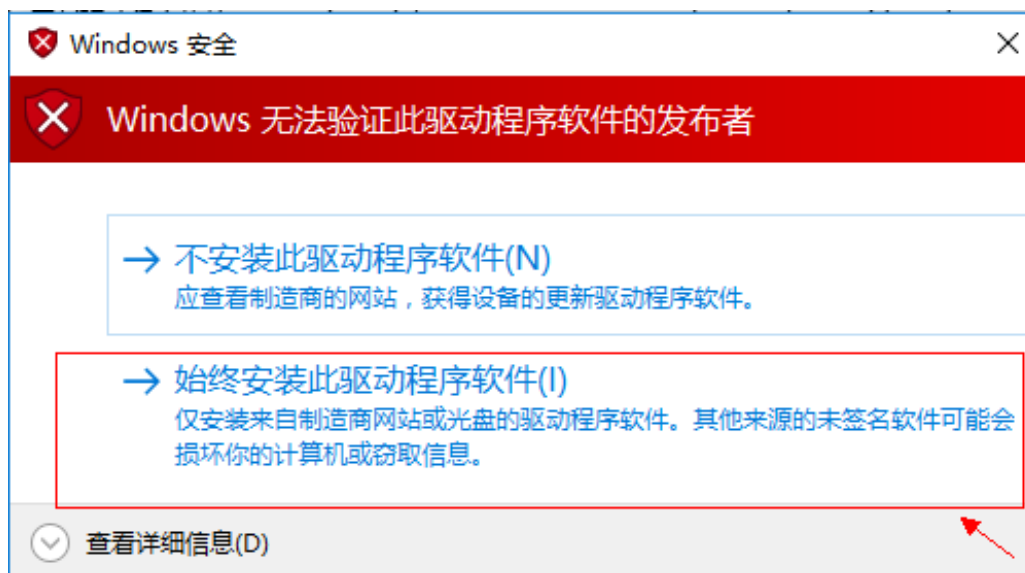 Windows 安全
Windows 无法验证此驱动程序软件的发布者
不安装此驱动程序软件(N)
应查看制造商的网站，获得设备的更新驱动程序软件。
始终安装此驱动程序软件(I)
仅安装来自制造商网站或光盘的驱动程序软件。其他来源的未签名软件可能会
损坏你的计算机或窃取信息。
查看详细信息(D)